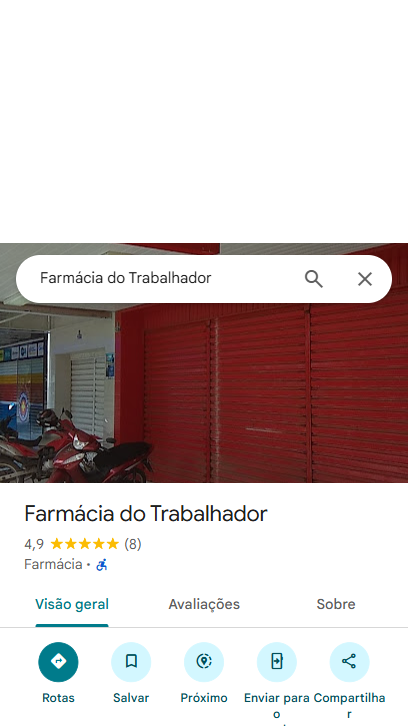 Farmácia do Trabalhador
Farmácia do Trabalhador
4,9 (8)
Farmácia •
Visão geral Avaliações Sobre
Rotas Salvar Próximo Enviar para o Compartilhar